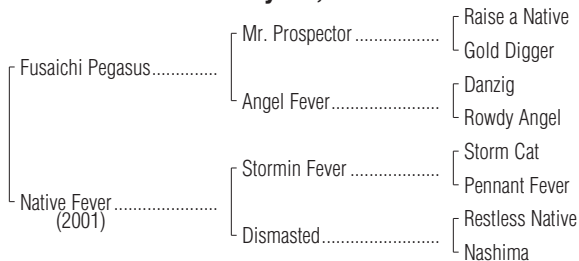 Raise a Native
Mr. Prospector ..................
Gold Digger
Fusaichi Pegasus..............
Danzig
Angel Fever.......................
Rowdy Angel
Storm Cat
Stormin Fever ...................
Pennant Fever
Native Fever ......................
(2001)
Restless Native
Dismasted.........................
Nashima